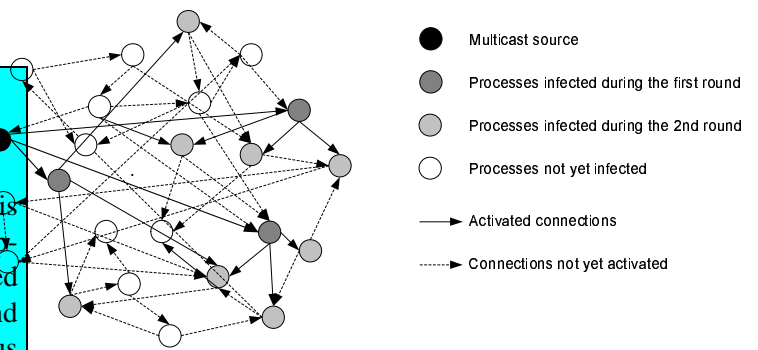 Multicast source
Processes infected during the first round
Processes infected during the 2nd round
Processes not yet infected
Activated connections
Connections not yet activated
is